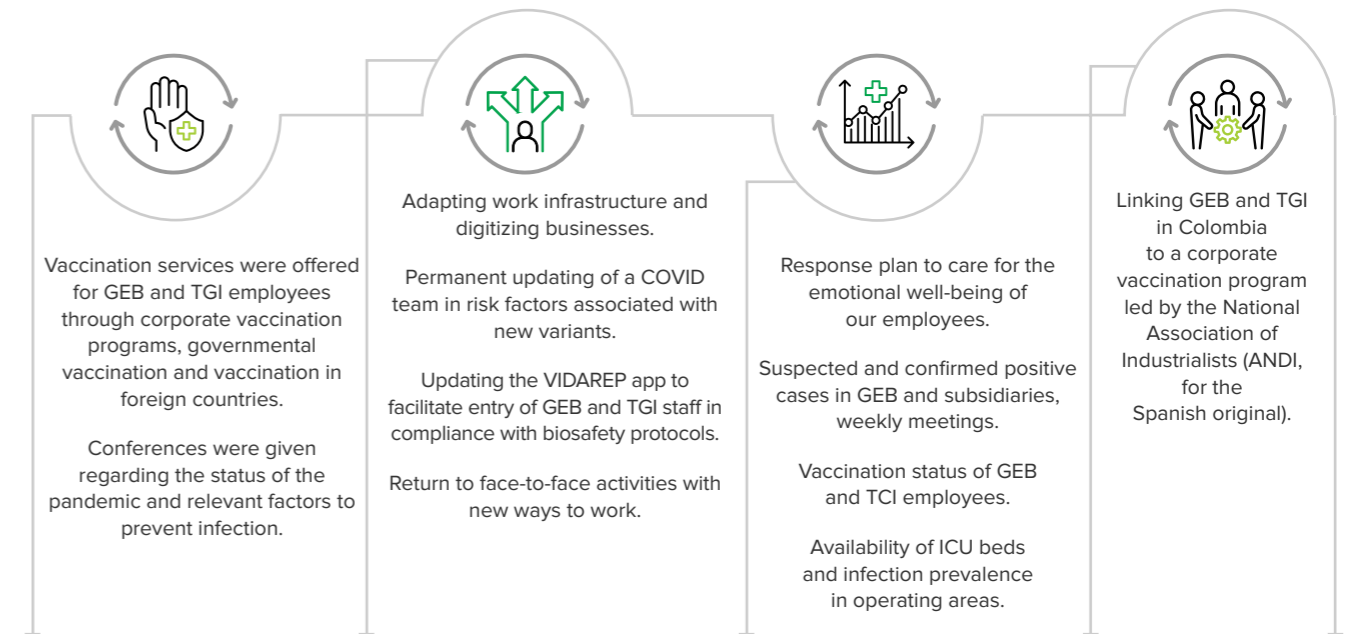 Vaccination services were offered
for GEB and TGI employees
through corporate vaccination
programs, governmental
vaccination and vaccination in
foreign countries.
Conferences were given
regarding the status of the
pandemic and relevant factors to
prevent infection.
Adapting work infrastructure and
digitizing businesses.
Permanent updating of a COVID
team in risk factors associated with
new variants.
Updating the VIDAREP app to
facilitate entry of GEB and TGI staff in
compliance with biosafety protocols.
Return to face-to-face activities with
new ways to work.
Response plan to care for the
emotional well-being of
our employees.
Suspected and confirmed positive
cases in GEB and subsidiaries,
weekly meetings.
Vaccination status of GEB
and TCI employees.
Availability of ICU beds
and infection prevalence
in operating areas.
Linking GEB and TGI
in Colombia
to a corporate
vaccination program
led by the National
Association of
Industrialists (ANDI,
for the
Spanish original).